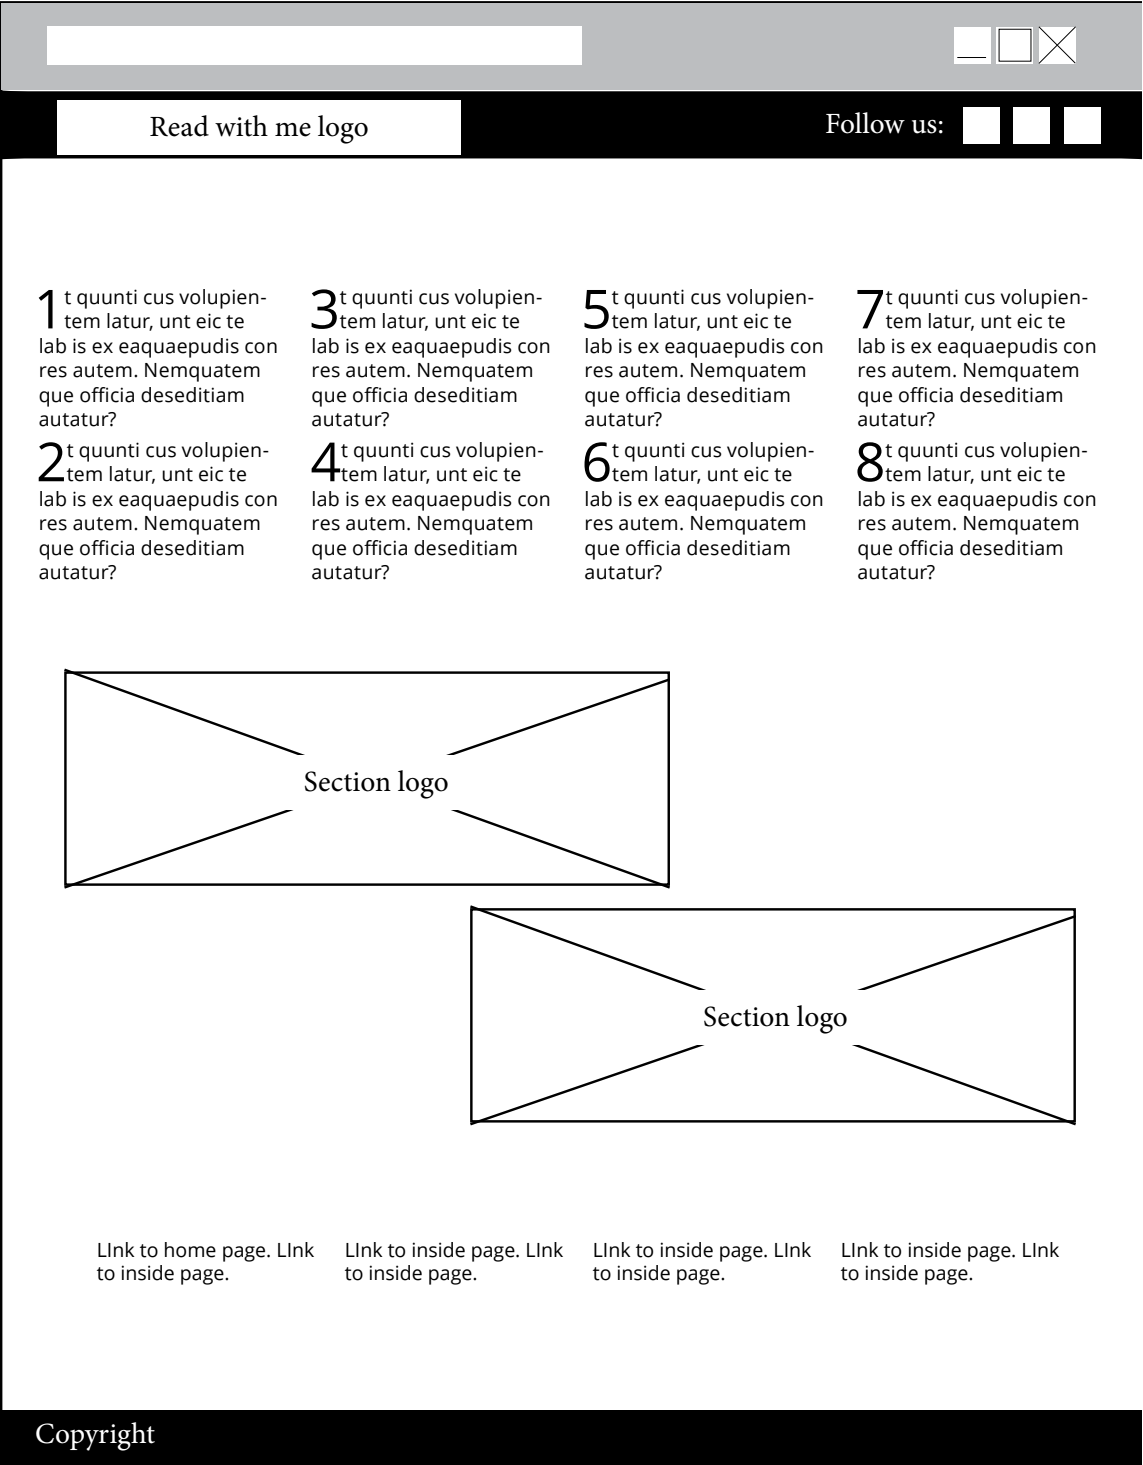 Read with me logo
Follow us:
1t quunti cus volupien-
tem latur, unt eic te
lab is ex eaquaepudis con
res autem. Nemquatem
que officia deseditiam
autatur?
2t quunti cus volupien-
tem latur, unt eic te
lab is ex eaquaepudis con
res autem. Nemquatem
que officia deseditiam
autatur?
3t quunti cus volupien-
tem latur, unt eic te
lab is ex eaquaepudis con
res autem. Nemquatem
que officia deseditiam
autatur?
4t quunti cus volupien-
tem latur, unt eic te
lab is ex eaquaepudis con
res autem. Nemquatem
que officia deseditiam
autatur?
5t quunti cus volupien-
tem latur, unt eic te
lab is ex eaquaepudis con
res autem. Nemquatem
que officia deseditiam
autatur?
6t quunti cus volupien-
tem latur, unt eic te
lab is ex eaquaepudis con
res autem. Nemquatem
que officia deseditiam
autatur?
7t quunti cus volupien-
tem latur, unt eic te
lab is ex eaquaepudis con
res autem. Nemquatem
que officia deseditiam
autatur?
8t quunti cus volupien-
tem latur, unt eic te
lab is ex eaquaepudis con
res autem. Nemquatem
que officia deseditiam
autatur?
Section logo
Section logo
LInk to home page. LInk
to inside page.
LInk to inside page. LInk
to inside page.
LInk to inside page. LInk
to inside page.
LInk to inside page. LInk
to inside page.
Copyright